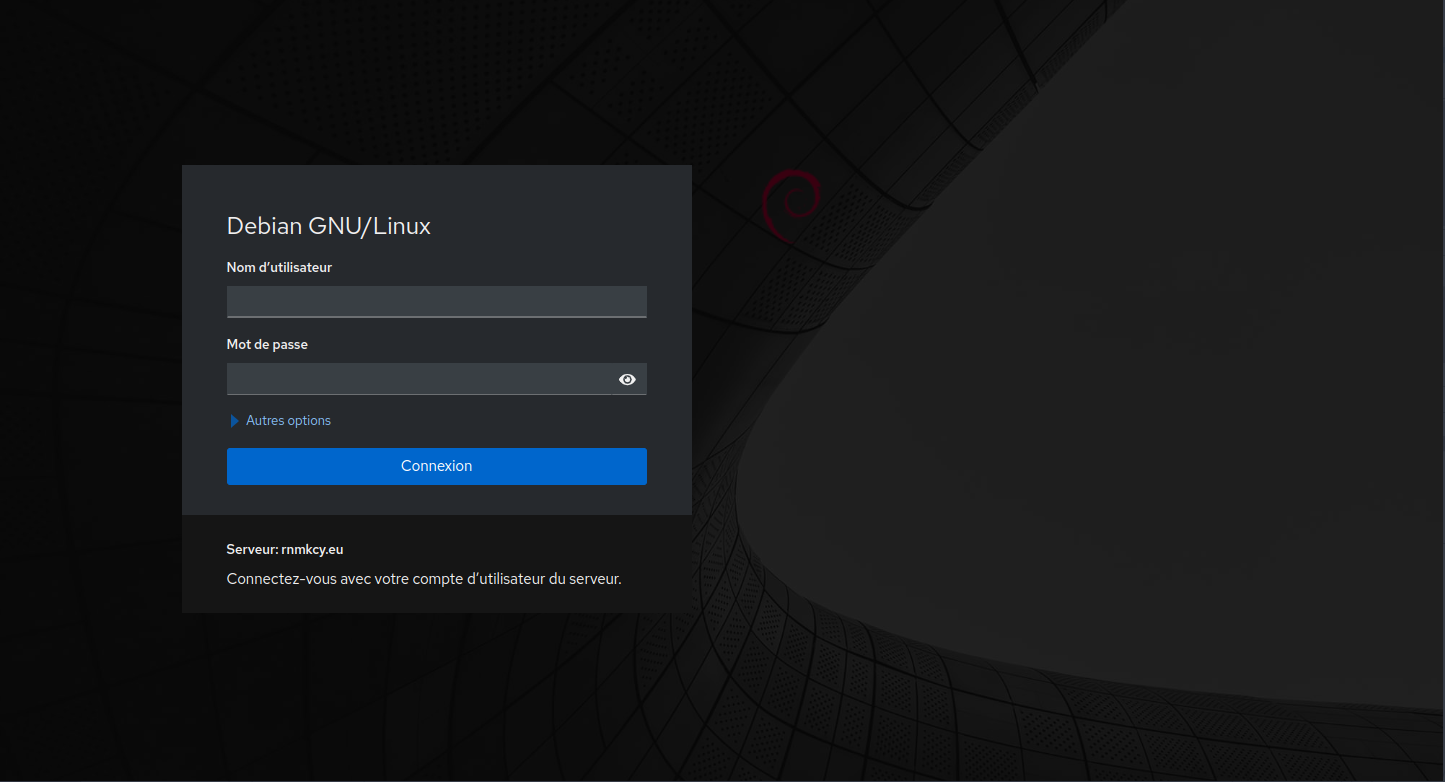 Debian GNU/Linux
Nom d’utilisateur
Mot de passe
Autres options
Connexion
Serveur: rnmkcy.eu
Connectez-vous avec votre compte d’utilisateur du serveur.